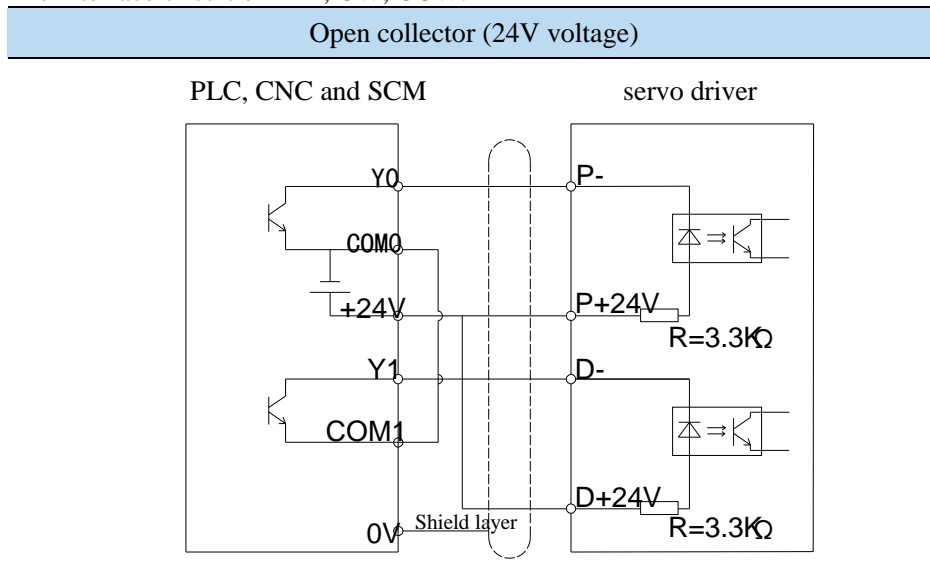 Open collector (24V voltage)
PLC, CNC and SCM
servo driver
Y0
P-
COM0
+24V
P+24V
R=3.3KΩ
Y1
D-
COM1
D+24V
0V
Shield layer
R=3.3KΩ